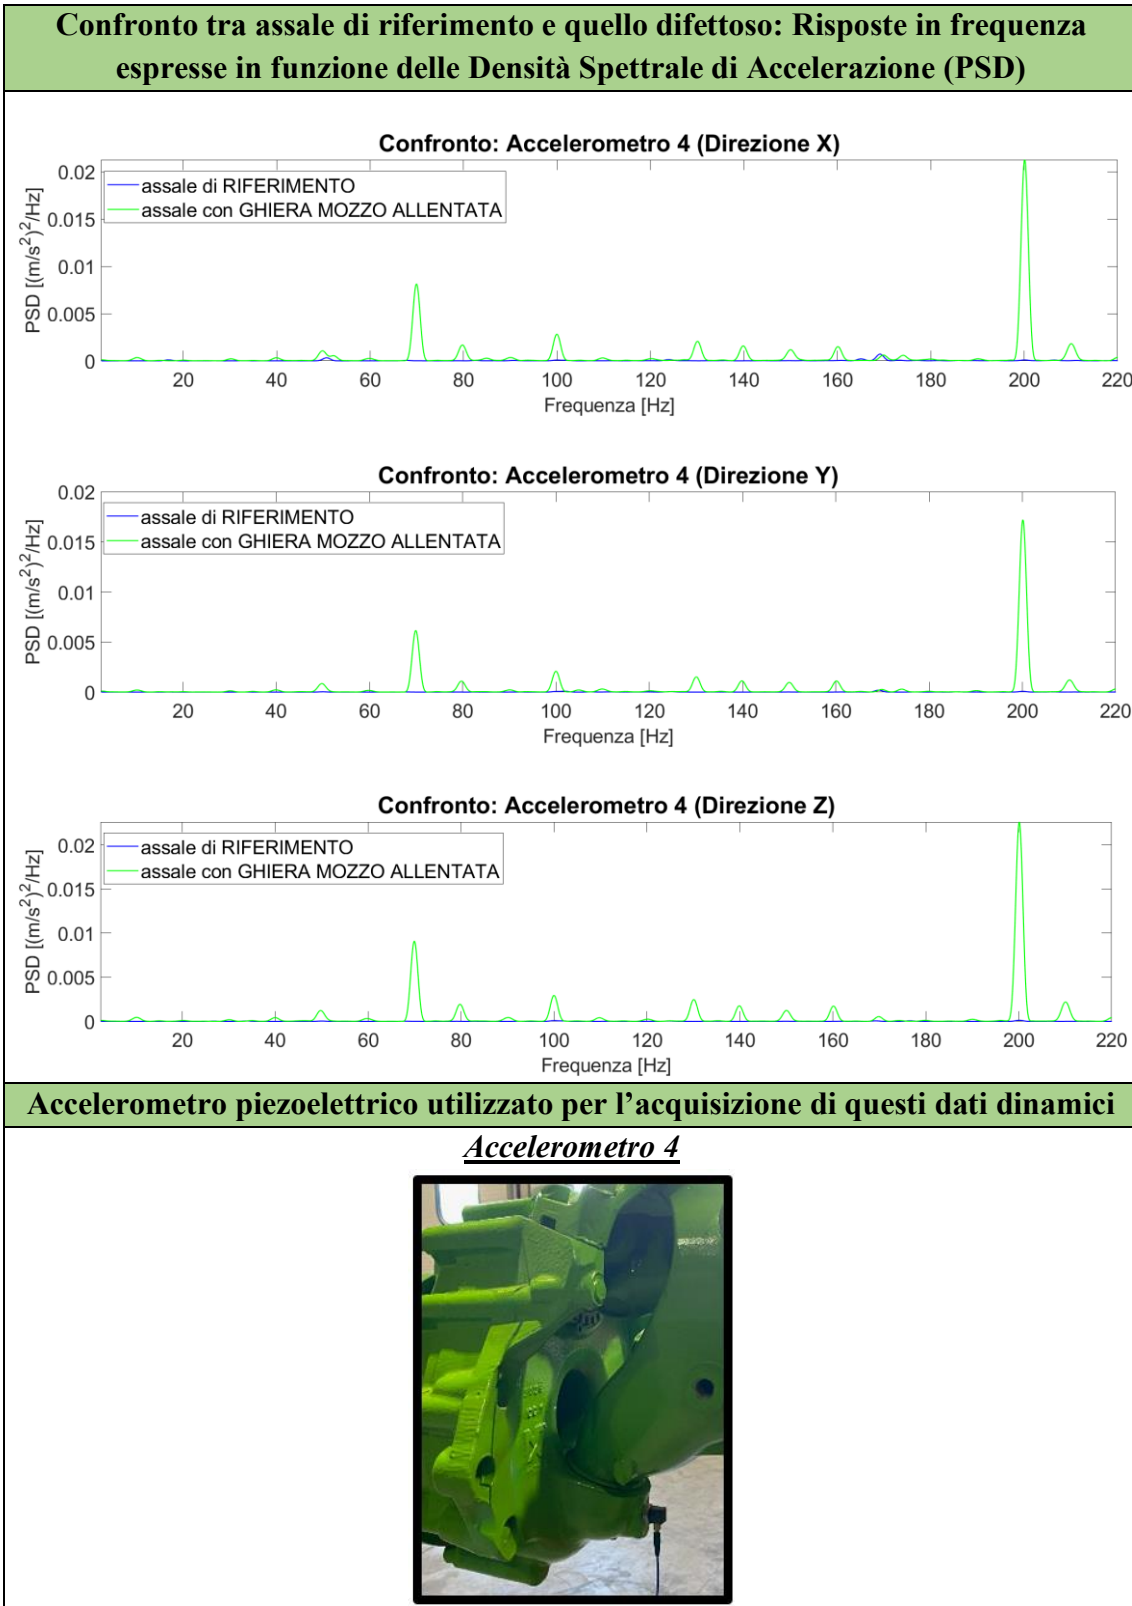 Confronto tra assale di riferimento e quello difettoso: Risposte in frequenza
espresse in funzione delle Densità Spettrale di Accelerazione (PSD)
Confronto: Accelerometro 4 (Direzione X)
assale di RIFERIMENTO
assale con GHIERA MOZZO ALLENTATA
PSD [(m/s²)²/Hz]
0.02
0.015
0.01
0.005
0
20 40 60 80 100 120 140 160 180 200 220
Frequenza [Hz]
Confronto: Accelerometro 4 (Direzione Y)
assale di RIFERIMENTO
assale con GHIERA MOZZO ALLENTATA
PSD [(m/s²)²/Hz]
0.02
0.015
0.01
0.005
0
20 40 60 80 100 120 140 160 180 200 220
Frequenza [Hz]
Confronto: Accelerometro 4 (Direzione Z)
assale di RIFERIMENTO
assale con GHIERA MOZZO ALLENTATA
PSD [(m/s²)²/Hz]
0.02
0.015
0.01
0.005
0
20 40 60 80 100 120 140 160 180 200 220
Frequenza [Hz]
Accelerometro piezoelettrico utilizzato per l’acquisizione di questi dati dinamici
Accelerometro 4